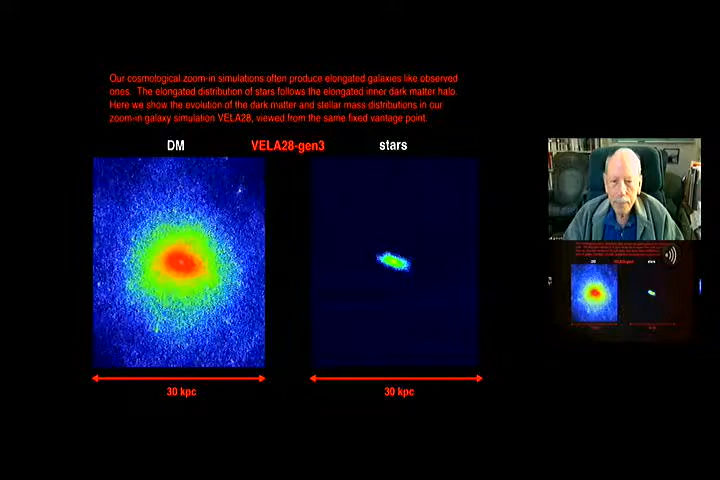 Our cosmological zoom-in simulations often produce elongated galaxies like observed
ones. The elongated distribution of stars follows the elongated inner dark matter halo.
Here we show the evolution of the dark matter and stellar mass distributions in our
zoom-in galaxy simulation VELA28, viewed from the same fixed vantage point.
DM VELA28-gen3 stars
30 kpc 30 kpc